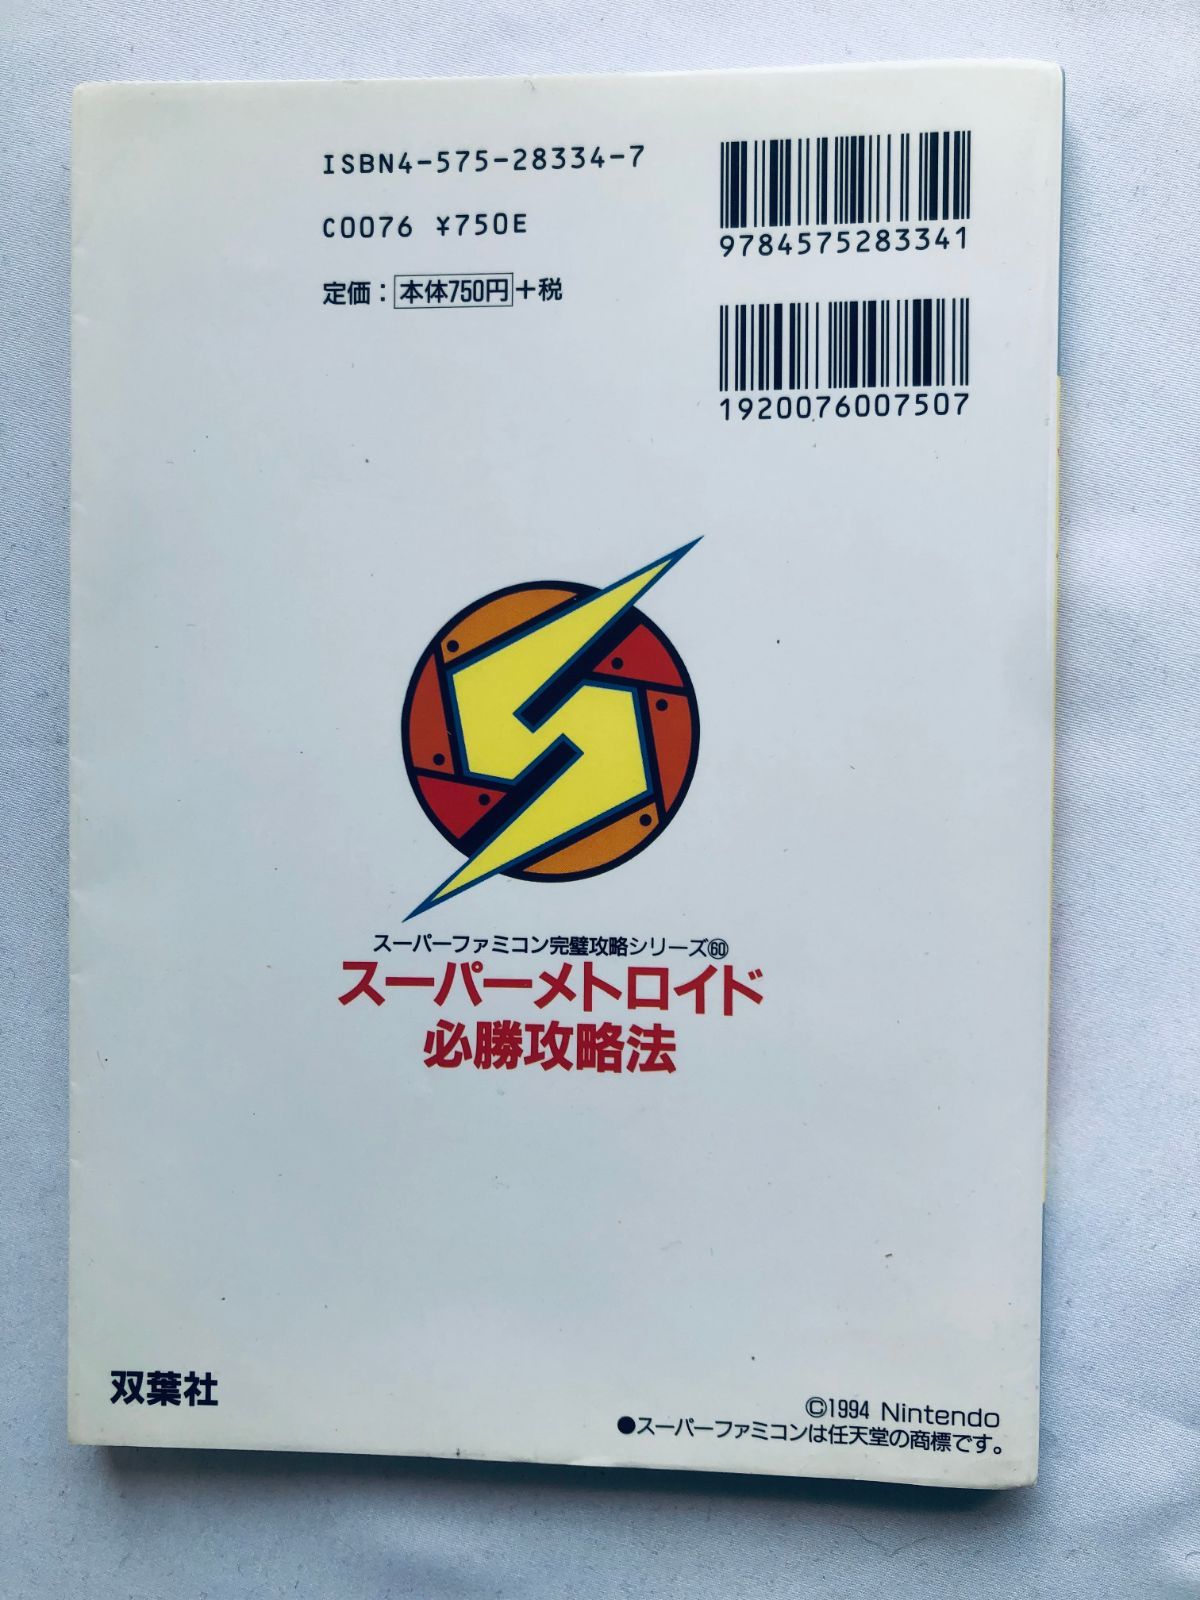 ISBN4-575-28334-7
C0076 ¥750E
定価：本体750円+税
9784575283341
1920076007507
スーパーファミコン完璧攻略シリーズ⑥⓪
スーパーメトロイド
必勝攻略法
双葉社
©1994 Nintendo
●スーパーファミコンは任天堂の商標です。